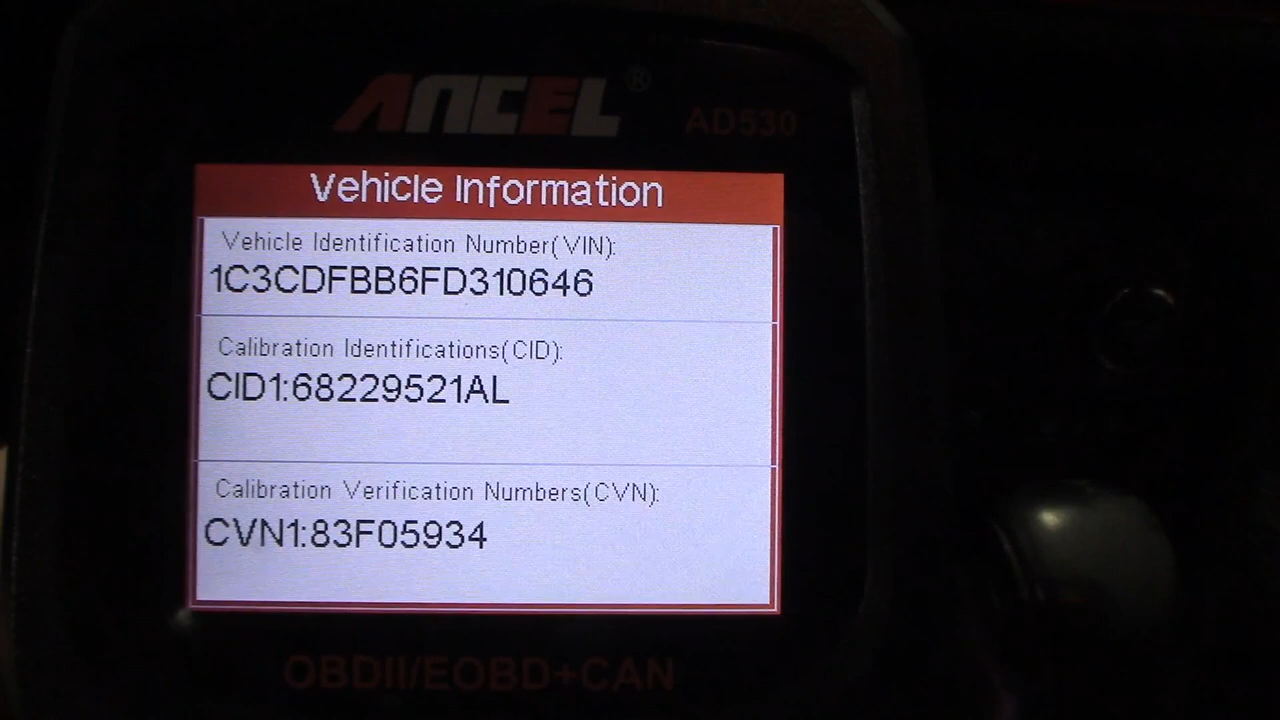 ANCEL®
AD530
Vehicle Information
Vehicle Identification Number(VIN):
1C3CDFBB6FD310646
Calibration Identifications(CID):
CID1:68229521AL
Calibration Verification Numbers(CVN):
CVN1:83F05934
OBDII/EOBD+CAN